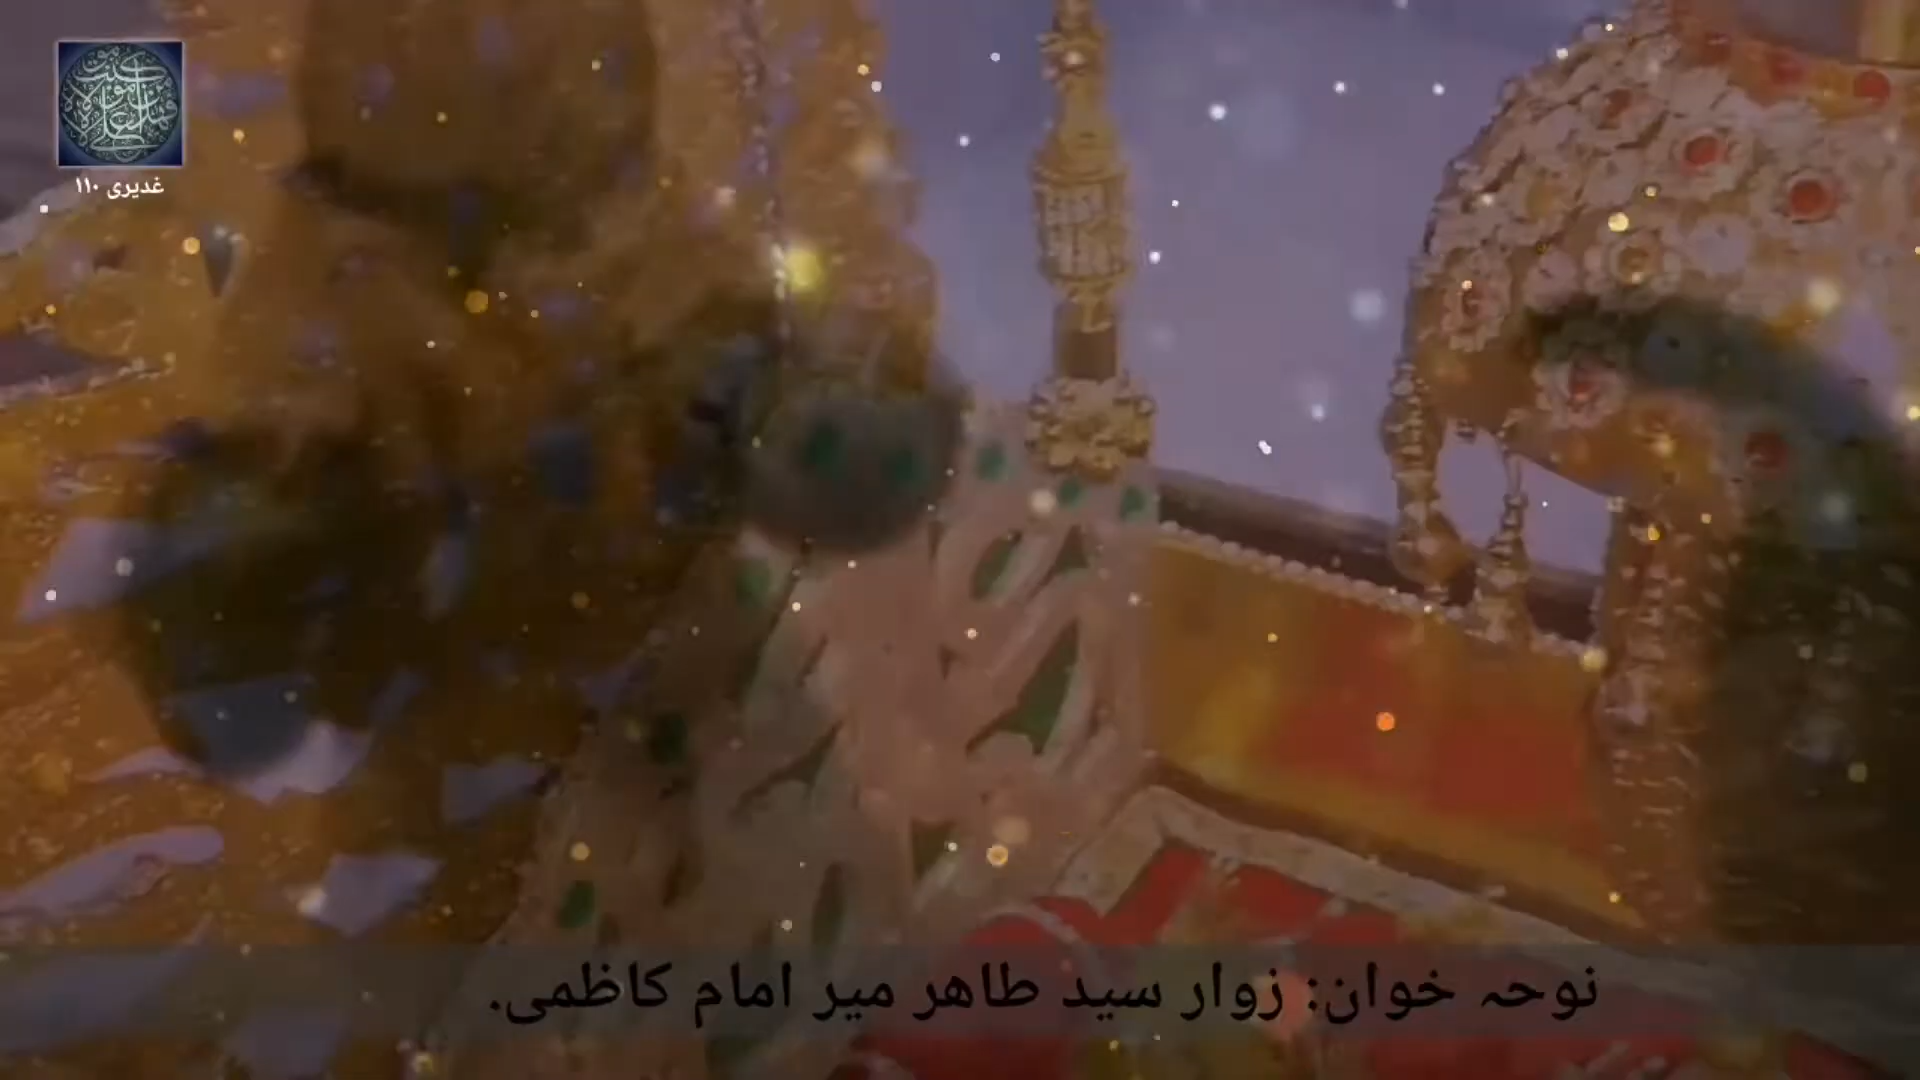 غدیری ۱۱۰
نوحہ خوان: زوار سید طاهر میر امام کاظمی.